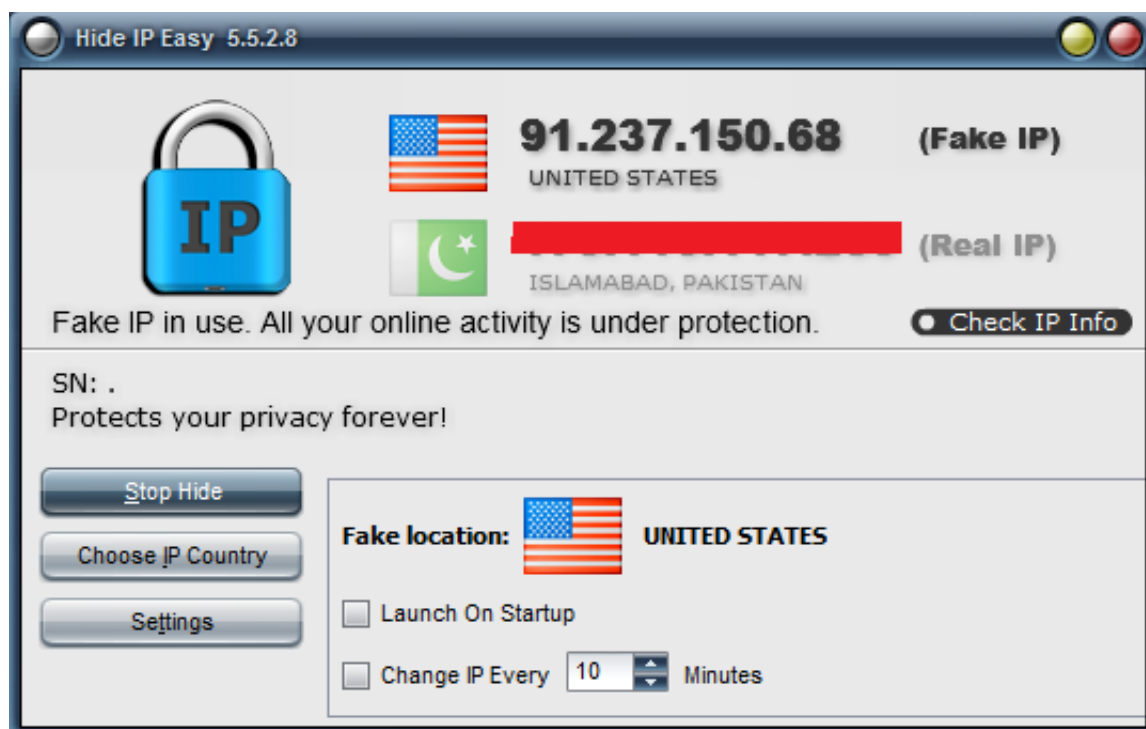 Hide IP Easy 5.5.2.8
91.237.150.68 (Fake IP)
UNITED STATES
IP
(Real IP)
ISLAMABAD, PAKISTAN
Fake IP in use. All your online activity is under protection.
Check IP Info
SN: .
Protects your privacy forever!
Stop Hide
Choose IP Country
Settings
Fake location: UNITED STATES
Launch On Startup
Change IP Every 10 Minutes